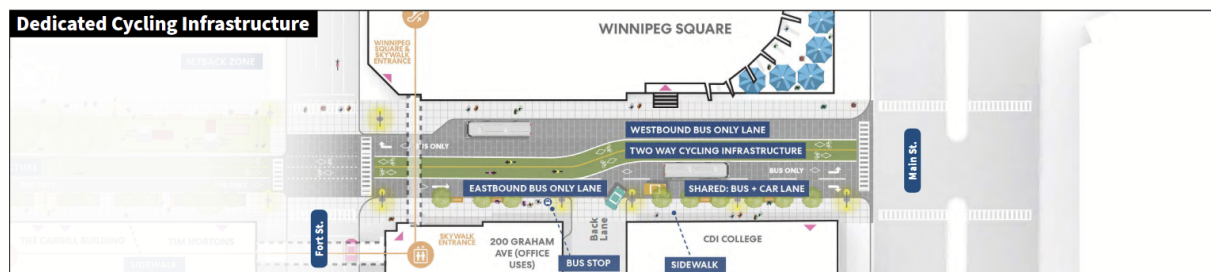 Dedicated Cycling Infrastructure
WINNIPEG SQUARE
WINNIPEG
SQUARE &
SKYWALK
ENTRANCE
SETBACK ZONE
WESTBOUND BUS ONLY LANE
BUS ONLY
TWO WAY CYCLING INFRASTRUCTURE
Main St.
BUS ONLY
EASTBOUND BUS ONLY LANE
SHARED: BUS + CAR LANE
Fort St.
THE CARGILL BUILDING
TIM HORTONS
SKYWALK
ENTRANCE
200 GRAHAM
AVE (OFFICE
USES)
Back
Lane
CDI COLLEGE
SIDEWALK
BUS STOP
SIDEWALK